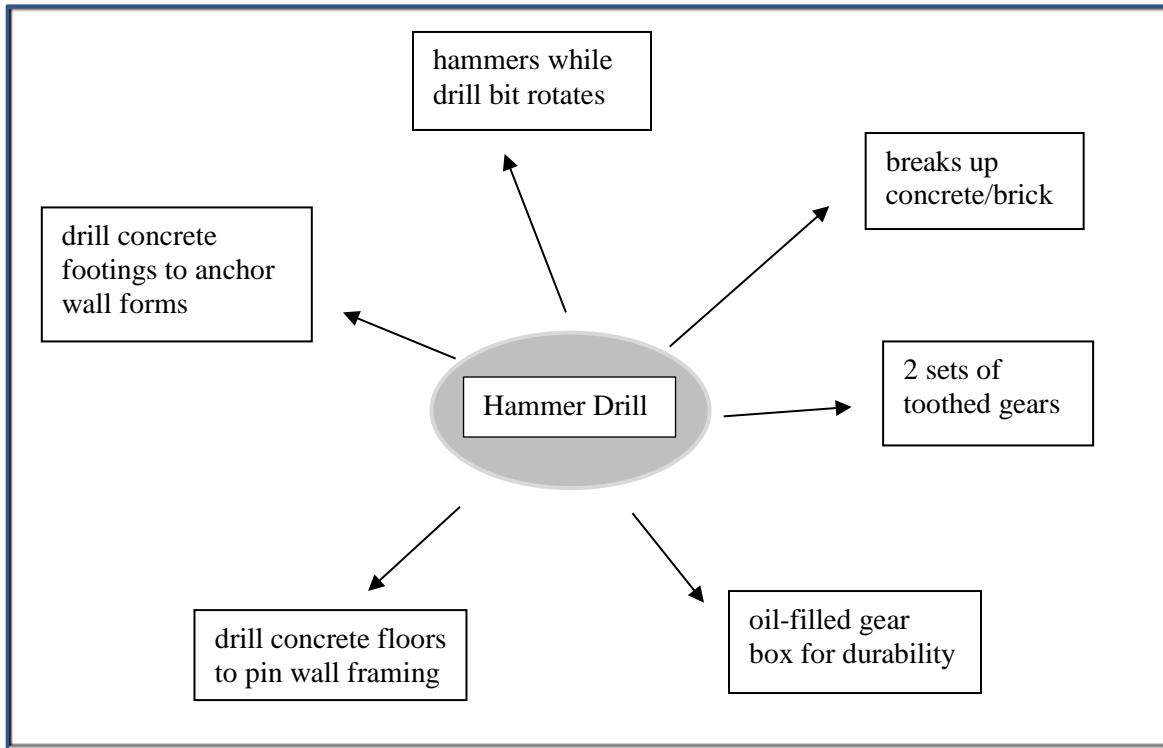 hammers while
drill bit rotates
breaks up
concrete/brick
drill concrete
footings to anchor
wall forms
2 sets of
toothed gears
Hammer Drill
oil-filled gear
box for durability
drill concrete floors
to pin wall framing